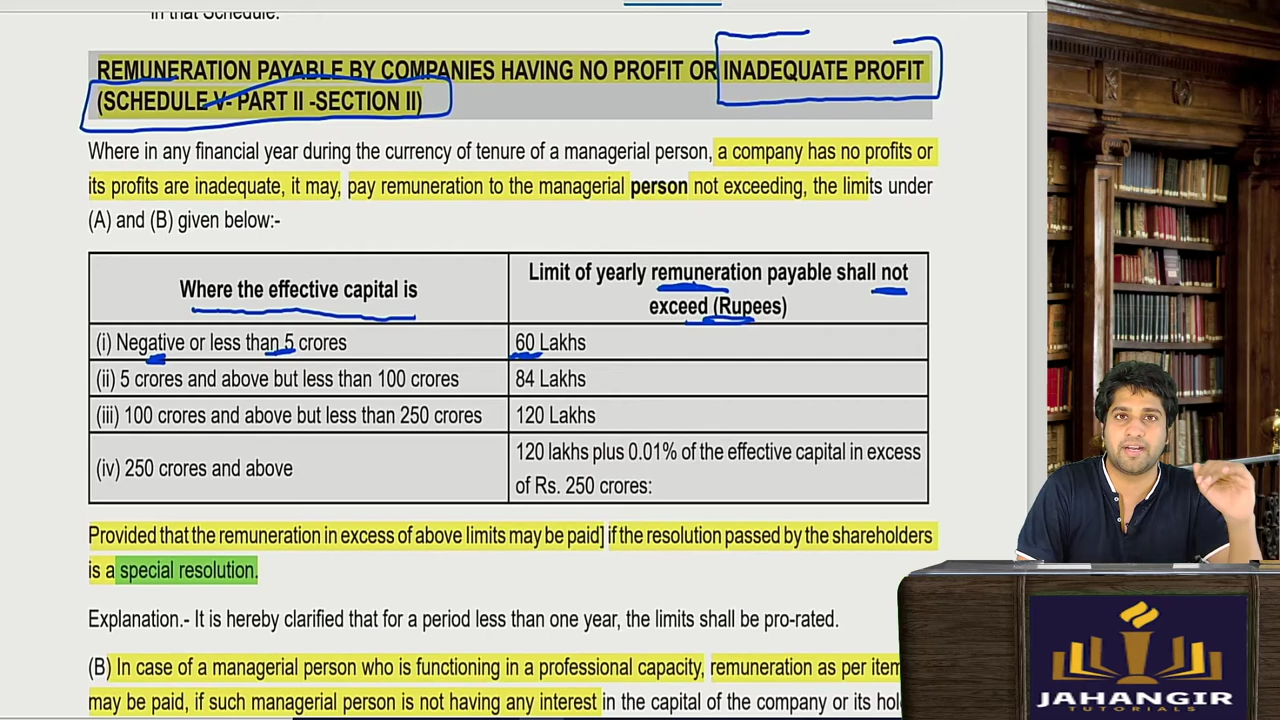 in that Schedule.
REMUNERATION PAYABLE BY COMPANIES HAVING NO PROFIT OR INADEQUATE PROFIT
(SCHEDULE V- PART II -SECTION II)
Where in any financial year during the currency of tenure of a managerial person, a company has no profits or
its profits are inadequate, it may, pay remuneration to the managerial person not exceeding, the limits under
(A) and (B) given below:-
Where the effective capital is
Limit of yearly remuneration payable shall not
exceed (Rupees)
(i) Negative or less than 5 crores
60 Lakhs
(ii) 5 crores and above but less than 100 crores
84 Lakhs
(iii) 100 crores and above but less than 250 crores
120 Lakhs
(iv) 250 crores and above
120 lakhs plus 0.01% of the effective capital in excess
of Rs. 250 crores:
Provided that the remuneration in excess of above limits may be paid] if the resolution passed by the shareholders
is a special resolution.
Explanation.- It is hereby clarified that for a period less than one year, the limits shall be pro-rated.
(B) In case of a managerial person who is functioning in a professional capacity, remuneration as per
may be paid, if such managerial person is not having any interest in the capital of the company or its
JAHANGIR
TUTORIALS